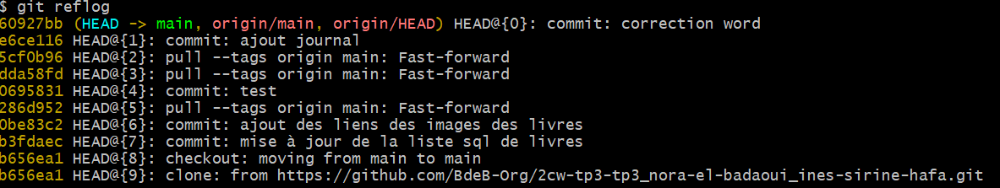 $ git reflog
60927bb (HEAD -> main, origin/main, origin/HEAD) HEAD@{0}: commit: correction word
e6ce116 HEAD@{1}: commit: ajout journal
5cf0b96 HEAD@{2}: pull --tags origin main: Fast-forward
dda58fd HEAD@{3}: pull --tags origin main: Fast-forward
0695831 HEAD@{4}: commit: test
286d952 HEAD@{5}: pull --tags origin main: Fast-forward
0be83c2 HEAD@{6}: commit: ajout des liens des images des livres
b3fdaec HEAD@{7}: commit: mise à jour de la liste sql de livres
b656ea1 HEAD@{8}: checkout: moving from main to main
b656ea1 HEAD@{9}: clone: from https://github.com/BdeB-Org/2cw-tp3-tp3_nora-el-badaoui_ines-sirine-hafa.git